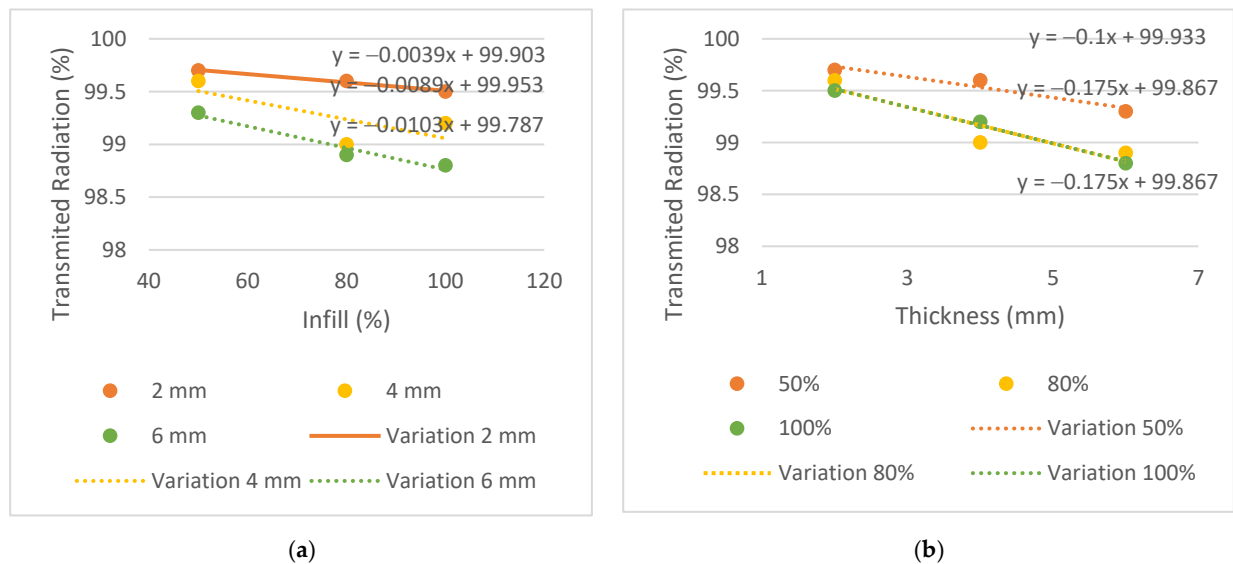 100
99.5
99
98.5
98
Transmited Radiation (%)
y = −0.0039x + 99.903
y = −0.0089x + 99.953
y = −0.0103x + 99.787
40 60 80 100 120
Infill (%)
2 mm 4 mm
6 mm Variation 2 mm
Variation 4 mm Variation 6 mm
(a)
100
99.5
99
98.5
98
Transmited Radiation (%)
y = −0.1x + 99.933
y = −0.175x + 99.867
y = −0.175x + 99.867
1 3 5 7
Thickness (mm)
50% 80%
100% Variation 50%
Variation 80% Variation 100%
(b)